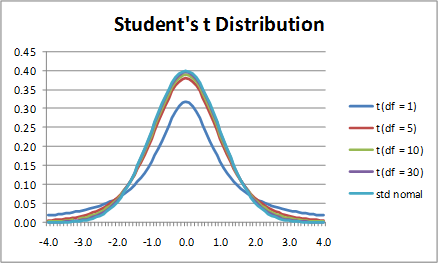 Student's t Distribution
0.45
0.40
0.35
0.30
0.25
0.20
0.15
0.10
0.05
0.00
-4.0 -3.0 -2.0 -1.0 0.0 1.0 2.0 3.0 4.0
t (df = 1)
t (df = 5)
t (df = 10)
t (df = 30)
std nomal